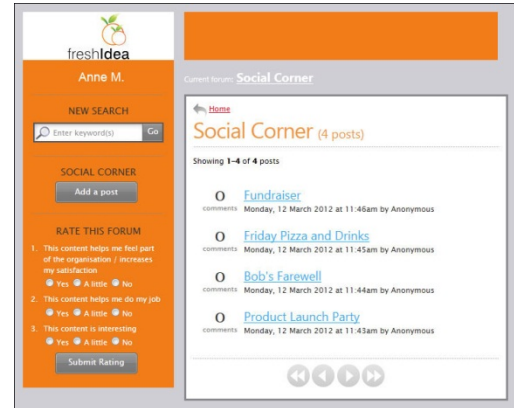 freshIdea
Anne M.
NEW SEARCH
Enter keyword(s) Go
SOCIAL CORNER
Add a post
RATE THIS FORUM
1. This content helps me feel part
of the organisation / increases
my satisfaction
Yes A little No
2. This content helps me do my job
Yes A little No
3. This content is interesting
Yes A little No
Submit Rating
Current forum: Social Corner
Home
Social Corner (4 posts)
Showing 1-4 of 4 posts
0 comments Fundraiser
Monday, 12 March 2012 at 11:46am by Anonymous
0 comments Friday Pizza and Drinks
Monday, 12 March 2012 at 11:45am by Anonymous
0 comments Bob's Farewell
Monday, 12 March 2012 at 11:44am by Anonymous
0 comments Product Launch Party
Monday, 12 March 2012 at 11:43am by Anonymous